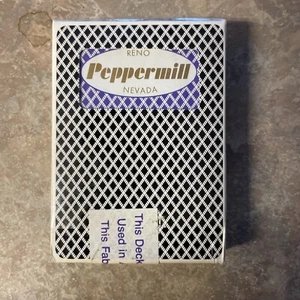 RENO
Peppermill
NEVADA
This Deck
Used in
This Fab